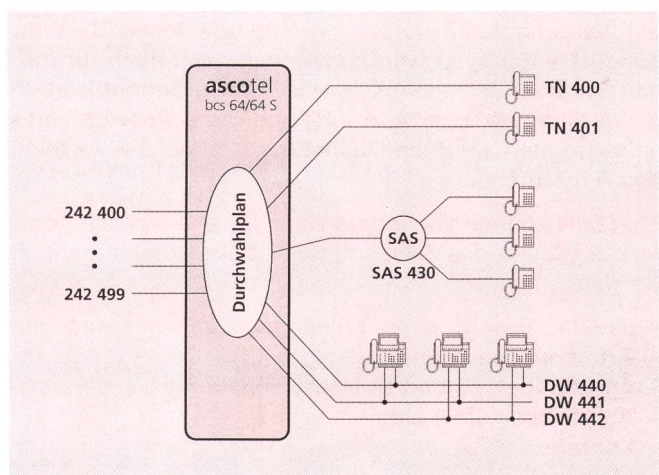 ascotel
bcs 64/64 S
Durchwahlplan
242 400
242 499
TN 400
TN 401
SAS
SAS 430
DW 440
DW 441
DW 442